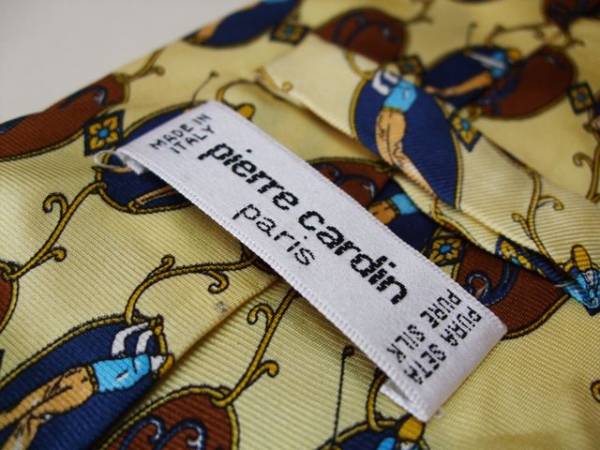 MADE IN
ITALY
pierre cardin
paris
PURA SETA
PURE SILK